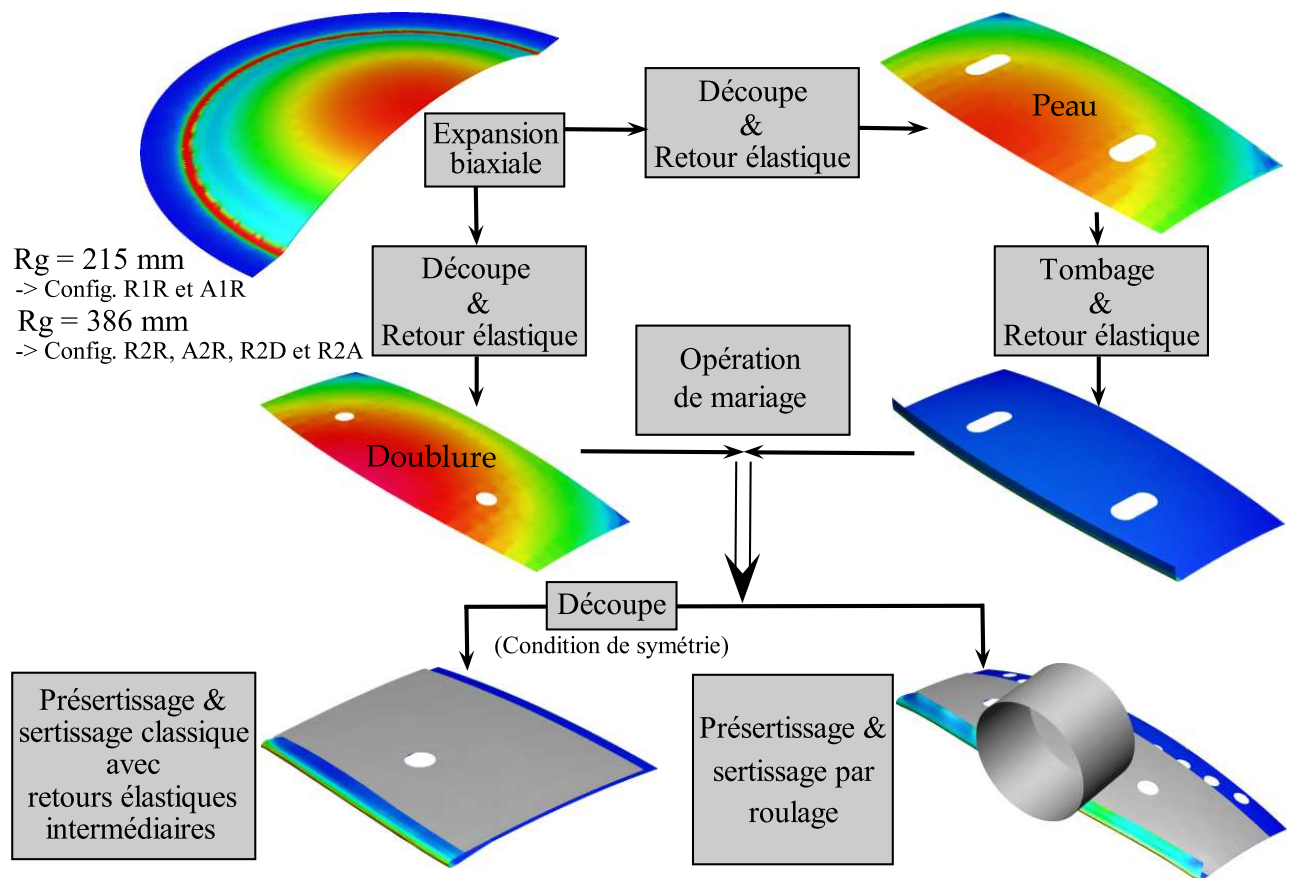 Découpe
&
Retour élastique
Peau
Expansion
biaxiale
Rg = 215 mm
-> Config. R1R et A1R
Rg = 386 mm
-> Config. R2R, A2R, R2D et R2A
Découpe
&
Retour élastique
Tombage
&
Retour élastique
Opération
de mariage
Doublure
Découpe
(Condition de symétrie)
Présertissage &
sertissage classique
avec
retours élastiques
intermédiaires
Présertissage &
sertissage par
roulage